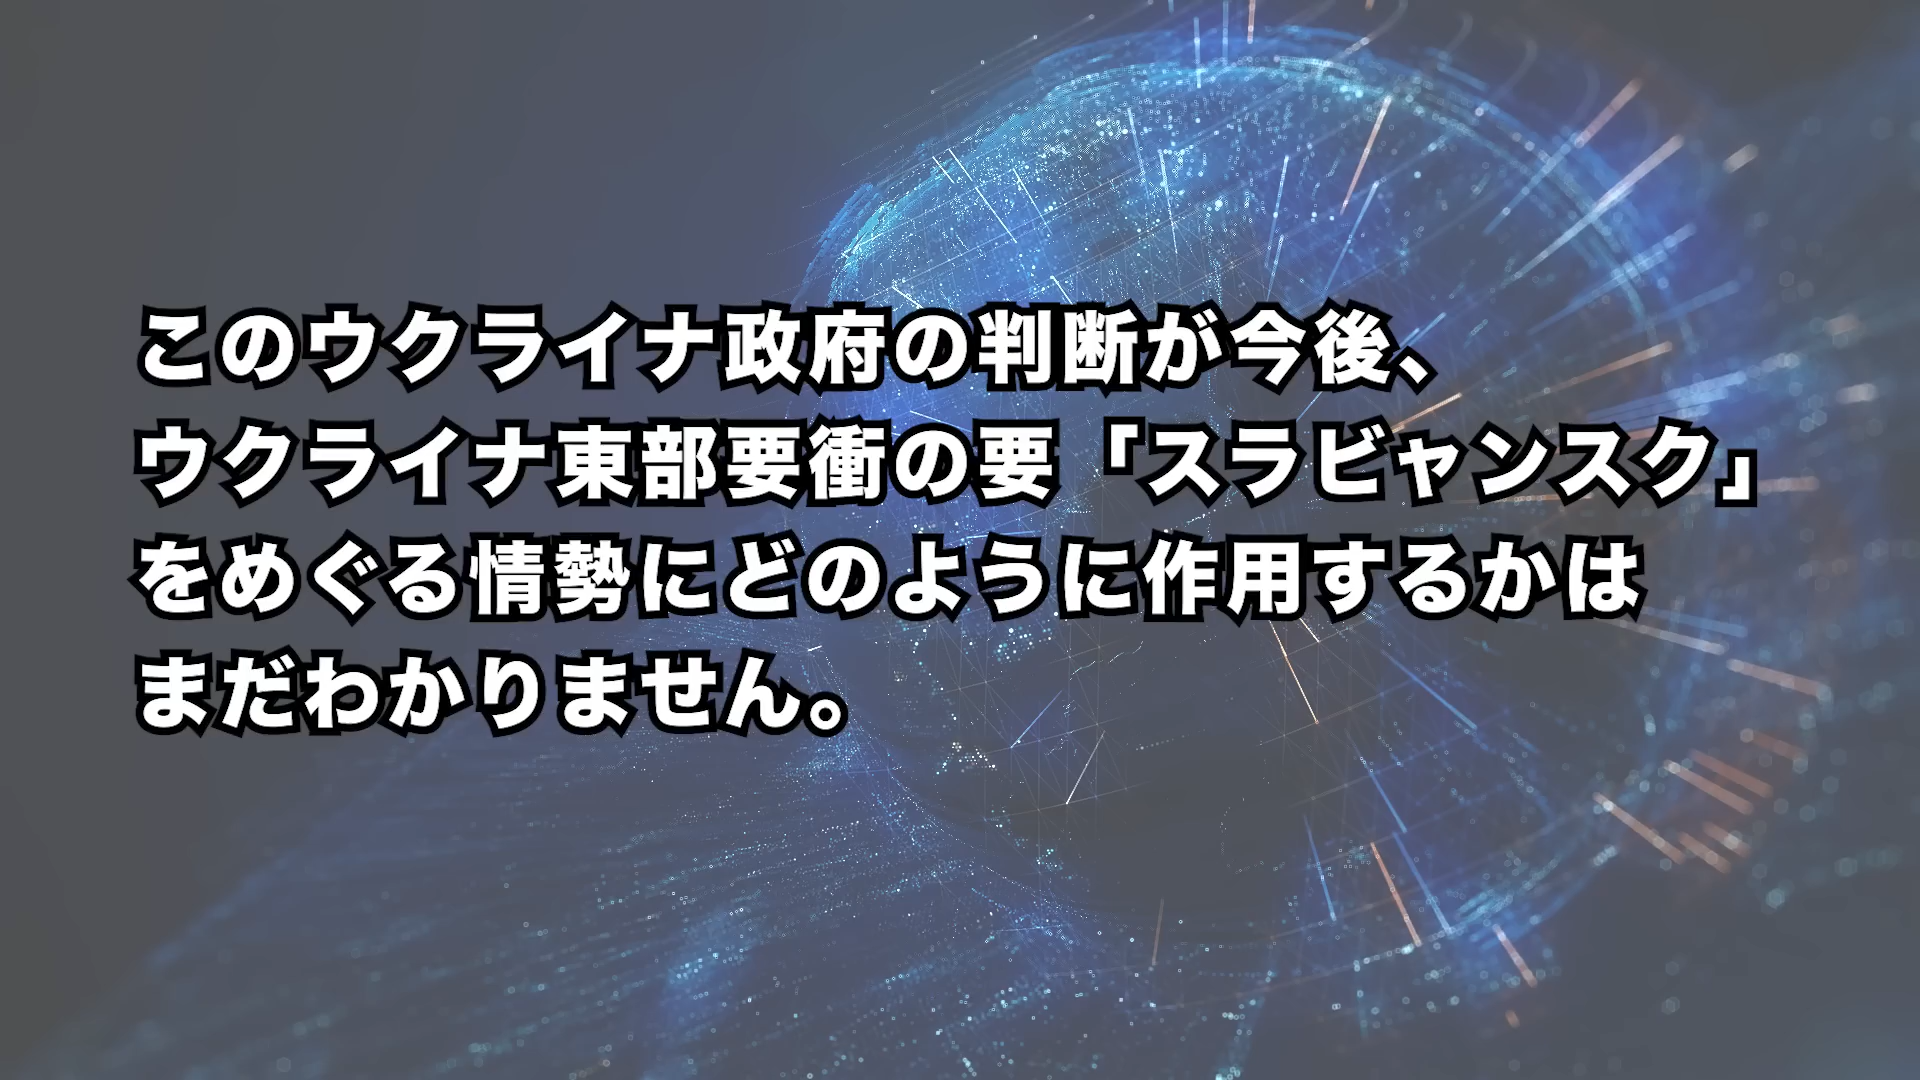 このウクライナ政府の判断が今後、
ウクライナ東部要衝の要「スラビャンスク」
をめぐる情勢にどのように作用するかは
まだわかりません。